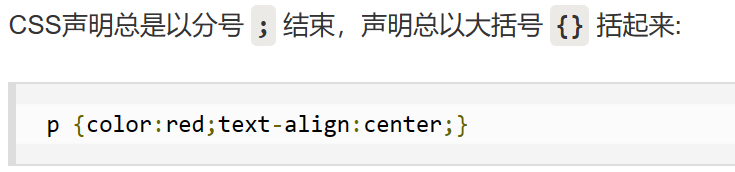 CSS声明总是以分号 ; 结束，声明总以大括号 {} 括起来:
p {color:red;text-align:center;}